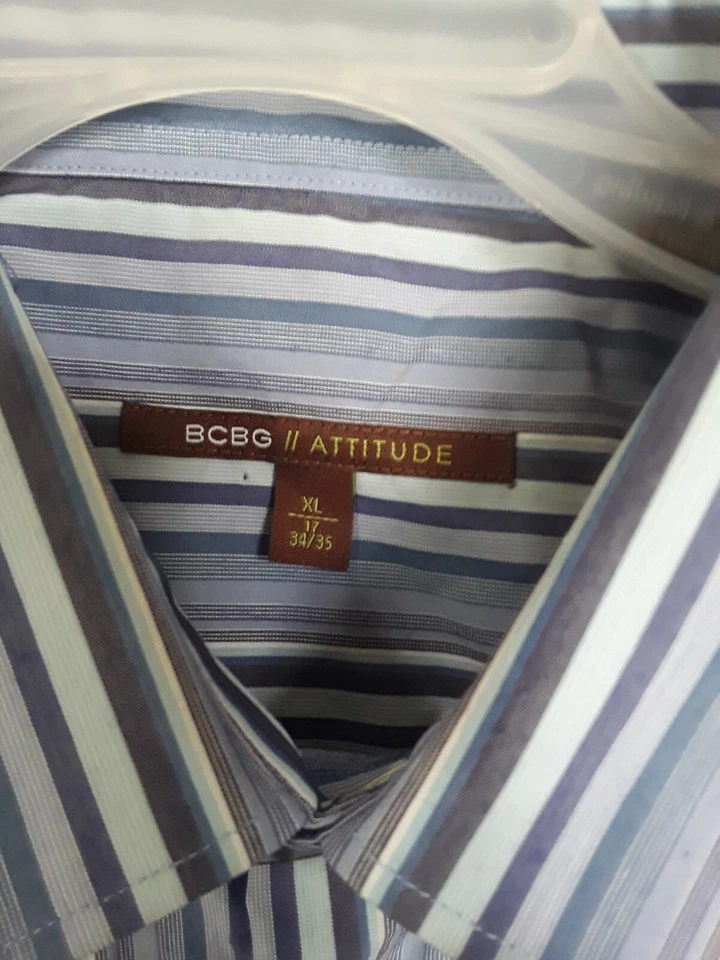 BCBG // ATTITUDE
XL
17
34/35